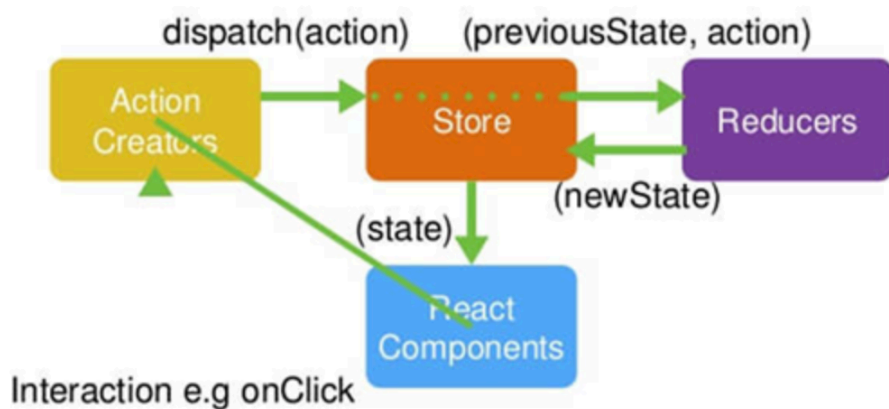 dispatch(action)
(previousState, action)
Action
Creators
Store
Reducers
(newState)
(state)
React
Components
Interaction e.g onClick